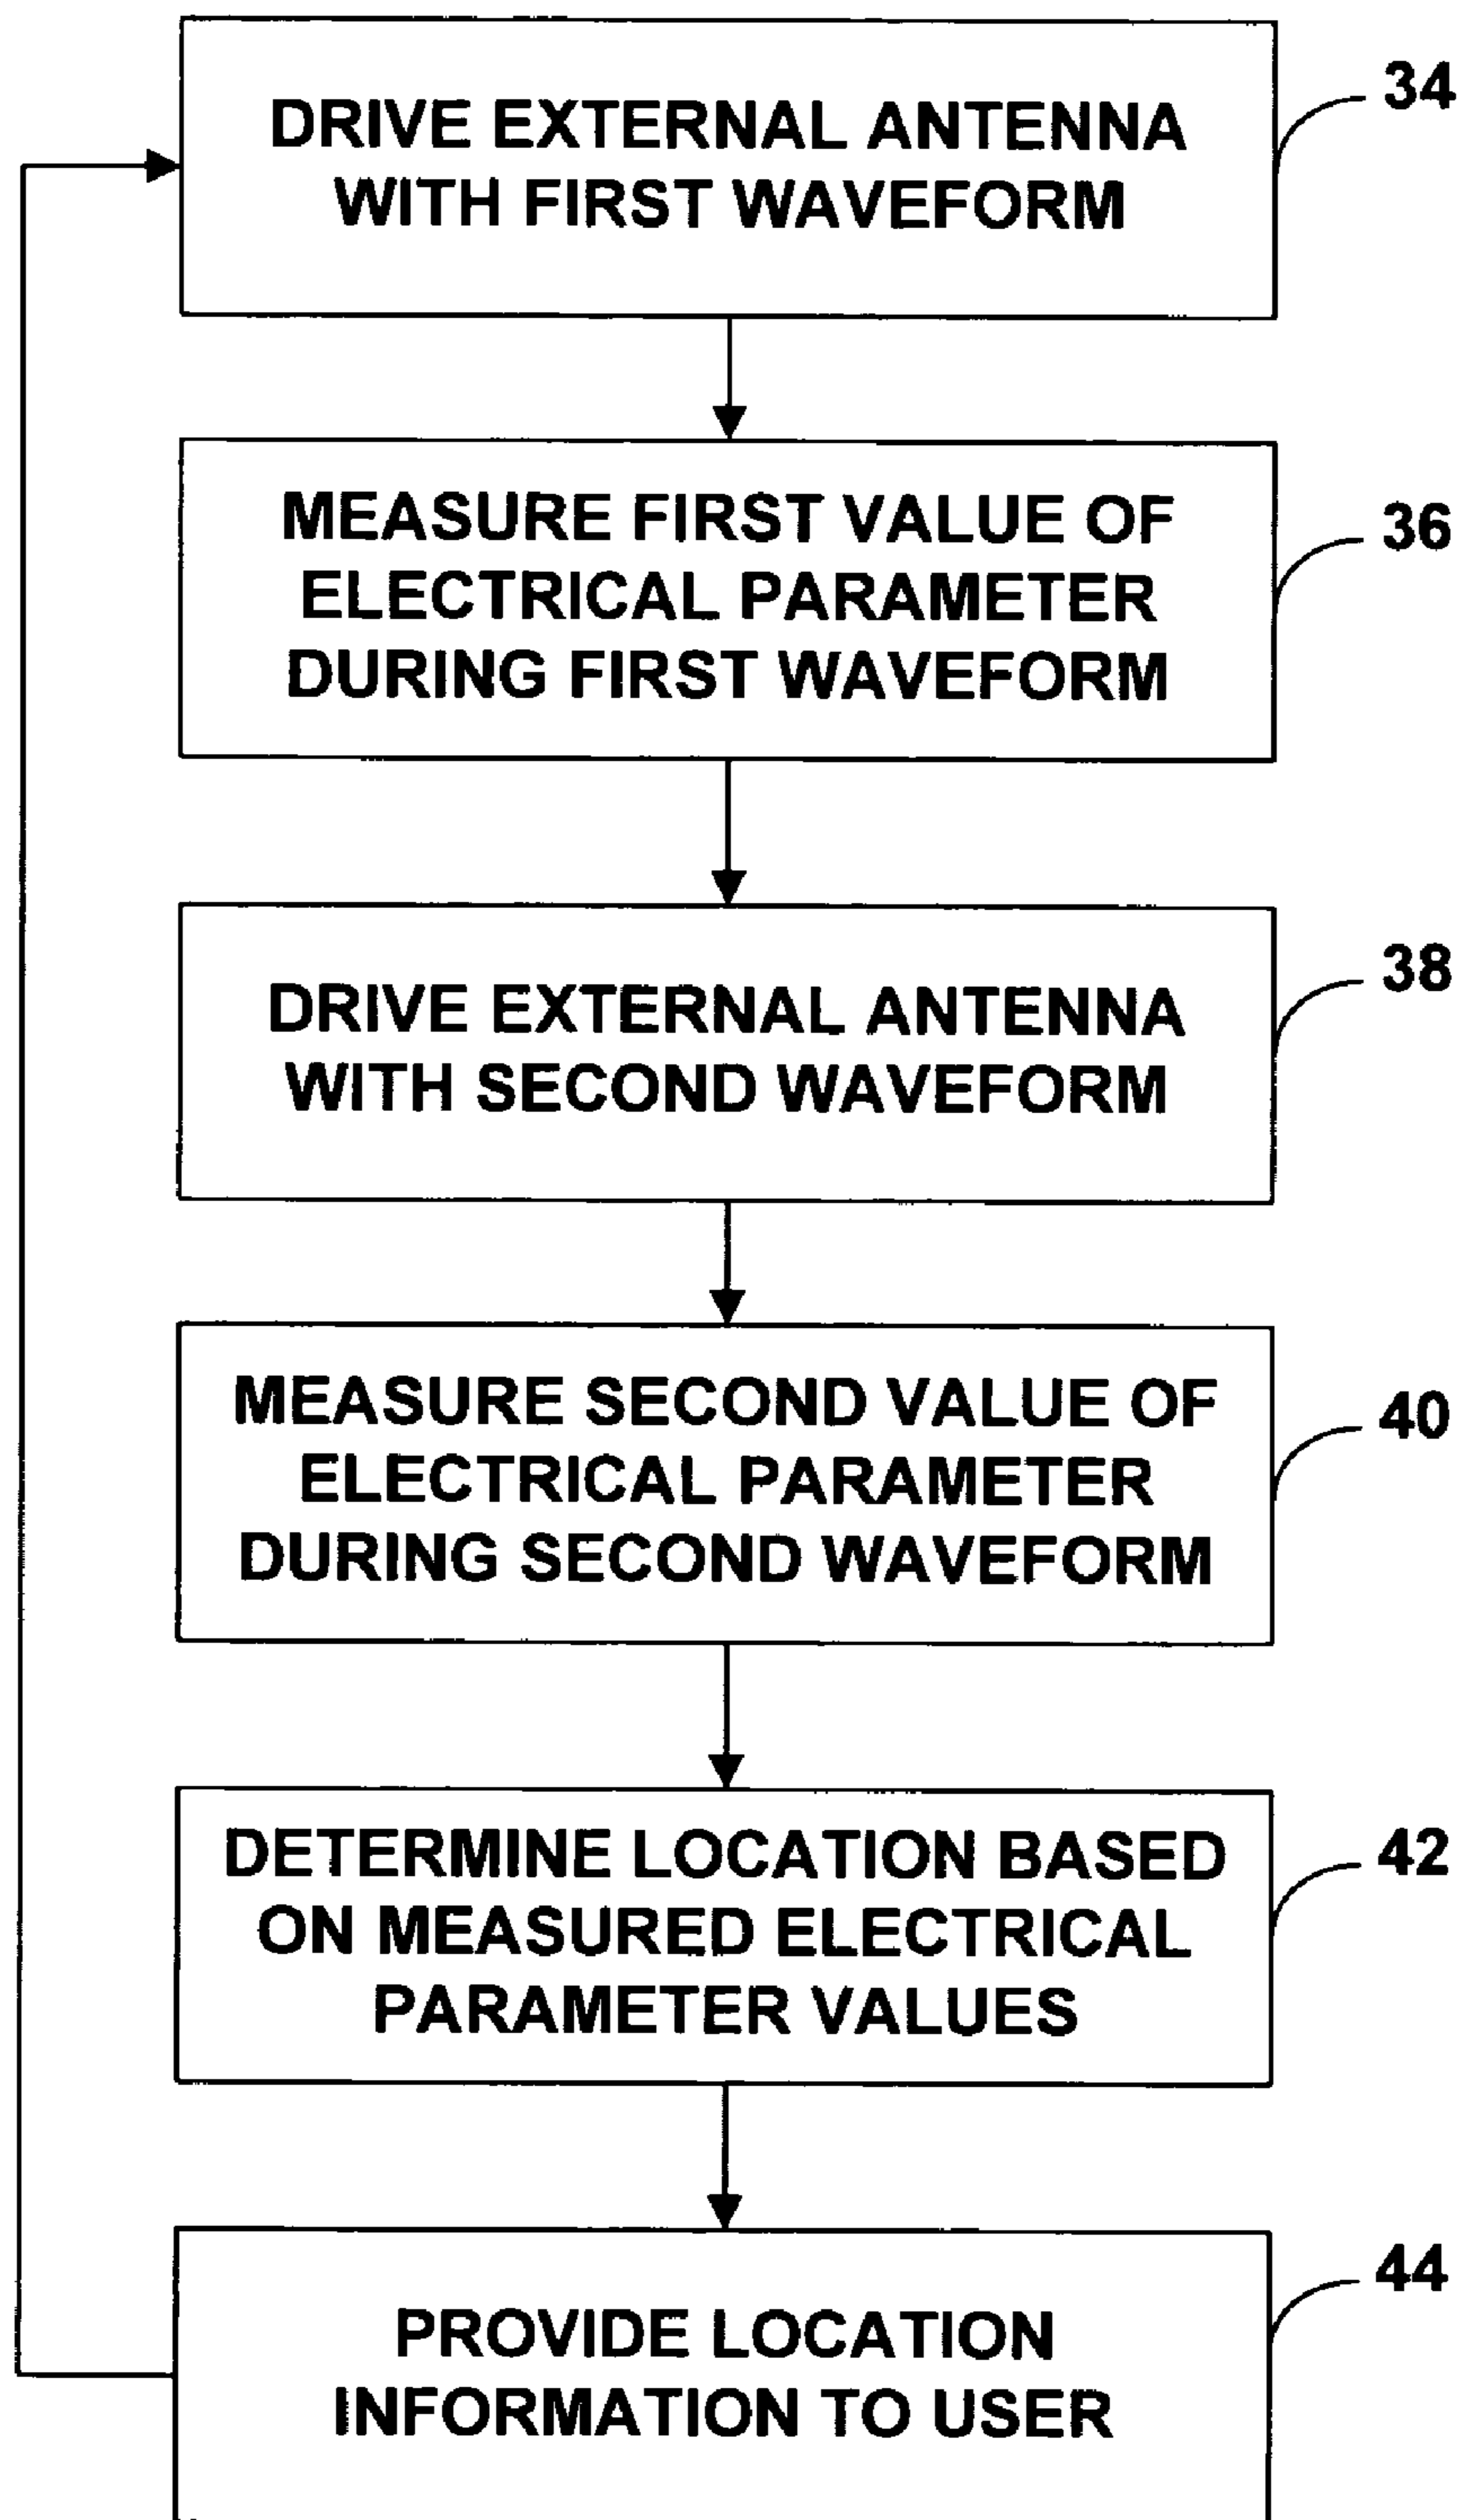 DRIVE EXTERNAL ANTENNA
WITH FIRST WAVEFORM
34
MEASURE FIRST VALUE OF
ELECTRICAL PARAMETER
DURING FIRST WAVEFORM
36
DRIVE EXTERNAL ANTENNA
WITH SECOND WAVEFORM
38
MEASURE SECOND VALUE OF
ELECTRICAL PARAMETER
DURING SECOND WAVEFORM
40
DETERMINE LOCATION BASED
ON MEASURED ELECTRICAL
PARAMETER VALUES
42
PROVIDE LOCATION
INFORMATION TO USER
44